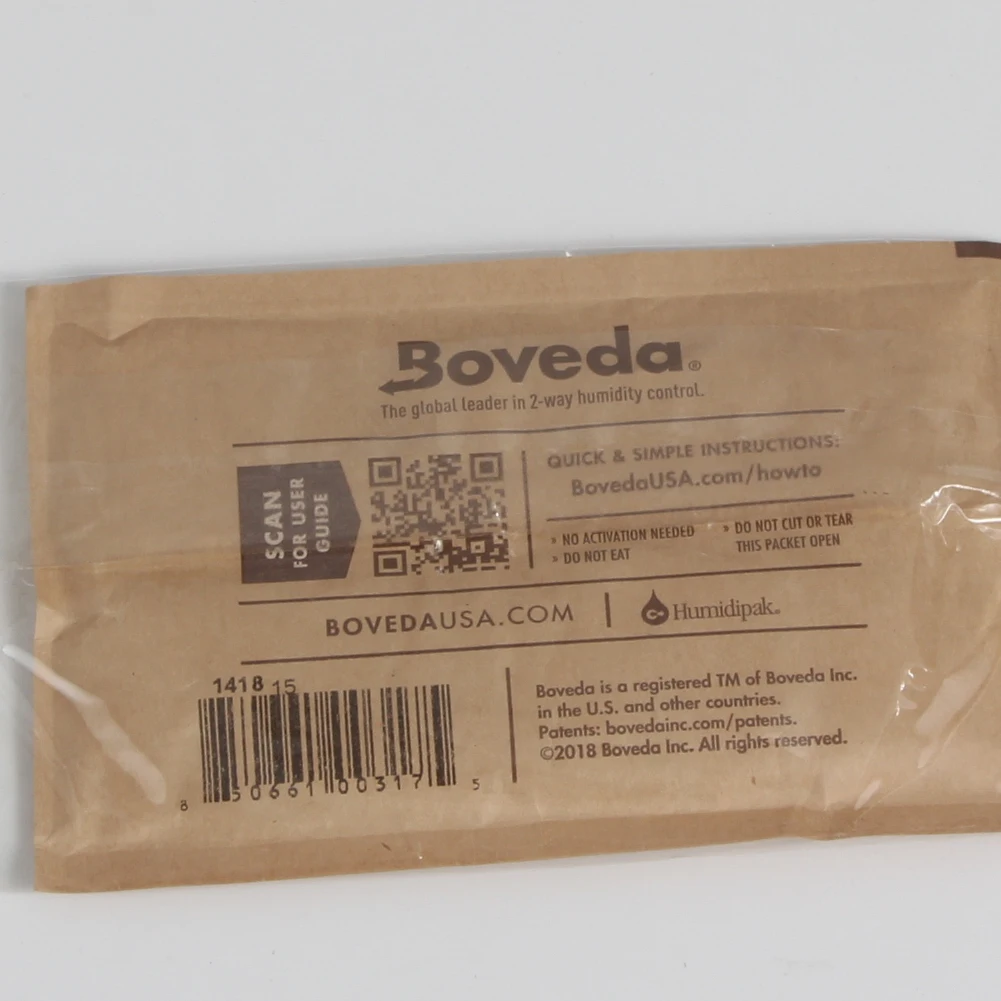 Boveda®
The global leader in 2-way humidity control.
SCAN
FOR USER
GUIDE
QUICK & SIMPLE INSTRUCTIONS:
BovedaUSA.com/howto
» NO ACTIVATION NEEDED
» DO NOT EAT
» DO NOT CUT OR TEAR
THIS PACKET OPEN
BOVEDAUSA.COM | Humidipak®
1418 15
8 50661 00317 5
Boveda is a registered TM of Boveda Inc.
in the U.S. and other countries.
Patents: bovedainc.com/patents.
©2018 Boveda Inc. All rights reserved.